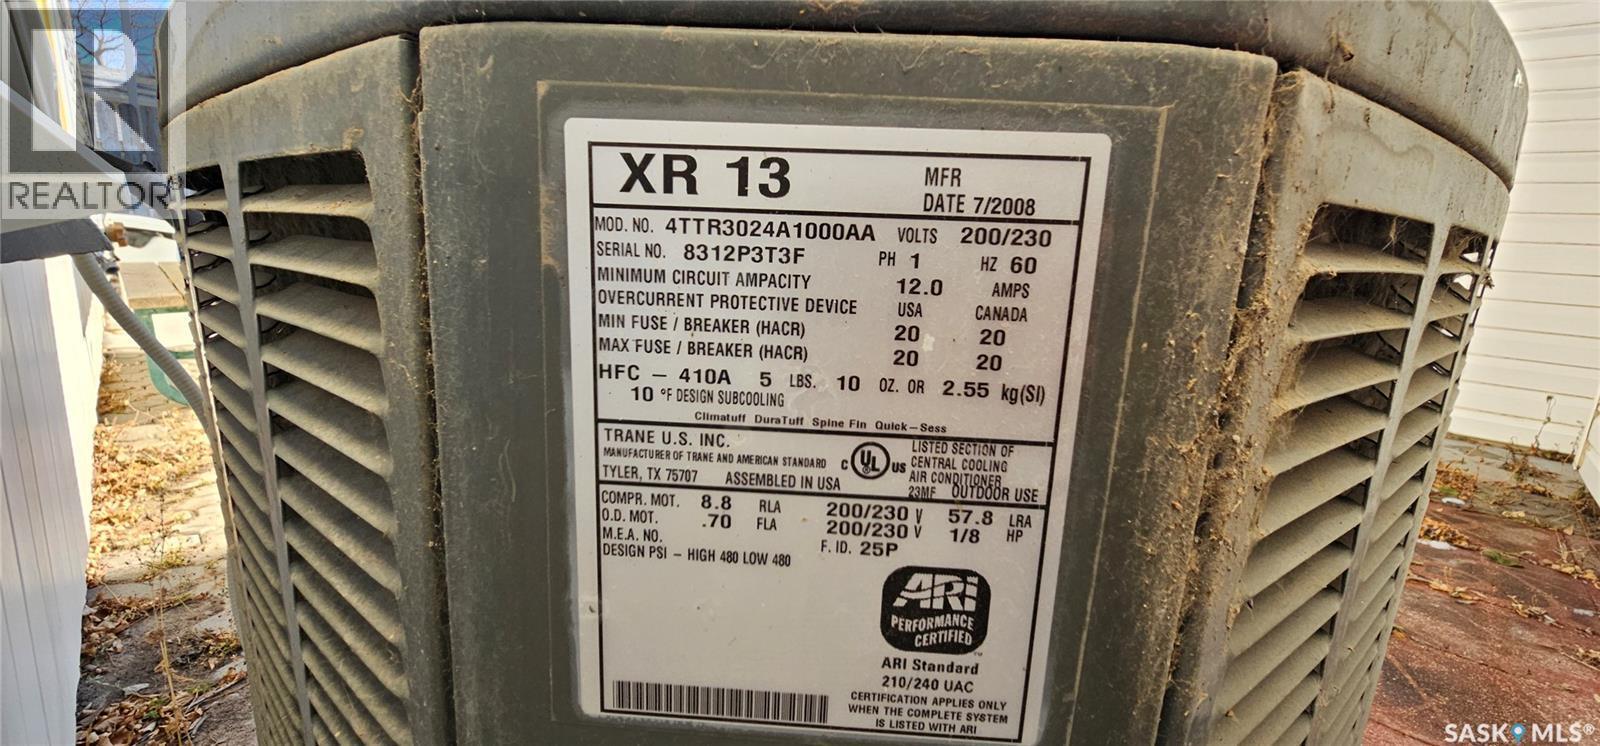 XR 13
MFR
DATE 7/2008
MOD. NO. 4TTR3024A1000AA VOLTS 200/230
SERIAL NO. 8312P3T3F PH 1 HZ 60
MINIMUM CIRCUIT AMPACITY 12.0 AMPS
OVERCURRENT PROTECTIVE DEVICE USA CANADA
MIN FUSE / BREAKER (HACR) 20 20
MAX FUSE / BREAKER (HACR) 20 20
HFC - 410A 5 LBS. 10 OZ. OR 2.55 kg(SI)
10 °F DESIGN SUBCOOLING
Climatuff DuraTuff Spine Fin Quick-Sess
TRANE U.S. INC.
MANUFACTURER OF TRANE AND AMERICAN STANDARD
TYLER, TX 75707 ASSEMBLED IN USA
C UL US
LISTED SECTION OF
CENTRAL COOLING
AIR CONDITIONER
23MF OUTDOOR USE
COMPR. MOT. 8.8 RLA 200/230 V 57.8 LRA
O.D. MOT. .70 FLA 200/230 V 1/8 HP
M.E.A. NO. F. ID. 25P
DESIGN PSI - HIGH 480 LOW 480
ARI
PERFORMANCE
CERTIFIED
TM
ARI Standard
210/240 UAC
CERTIFICATION APPLIES ONLY
WHEN THE COMPLETE SYSTEM
IS LISTED WITH ARI
R
REALTOR®
SASK MLS®